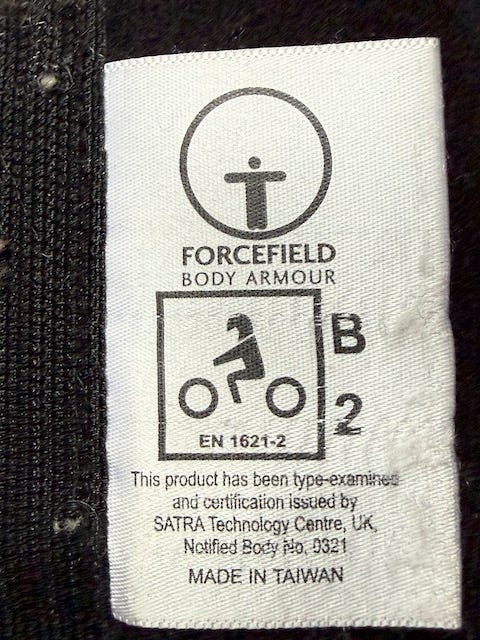 FORCEFIELD
BODY ARMOUR
B
2
EN 1621-2
This product has been type-examined
and certification issued by
SATRA Technology Centre, UK,
Notified Body No. 0321
MADE IN TAIWAN